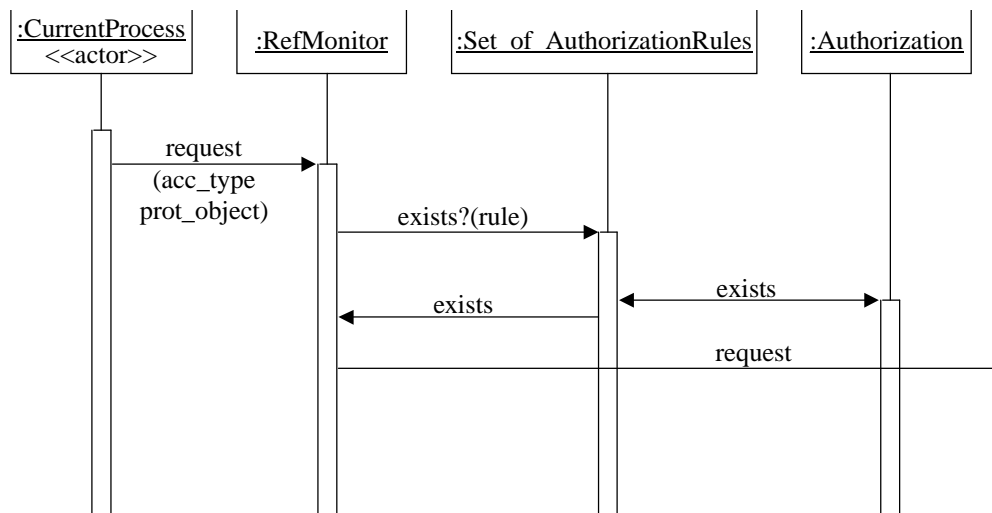 :CurrentProcess
<<actor>>
:RefMonitor
:Set_of_AuthorizationRules
:Authorization
request
(acc_type
prot_object)
exists?(rule)
exists
exists
request